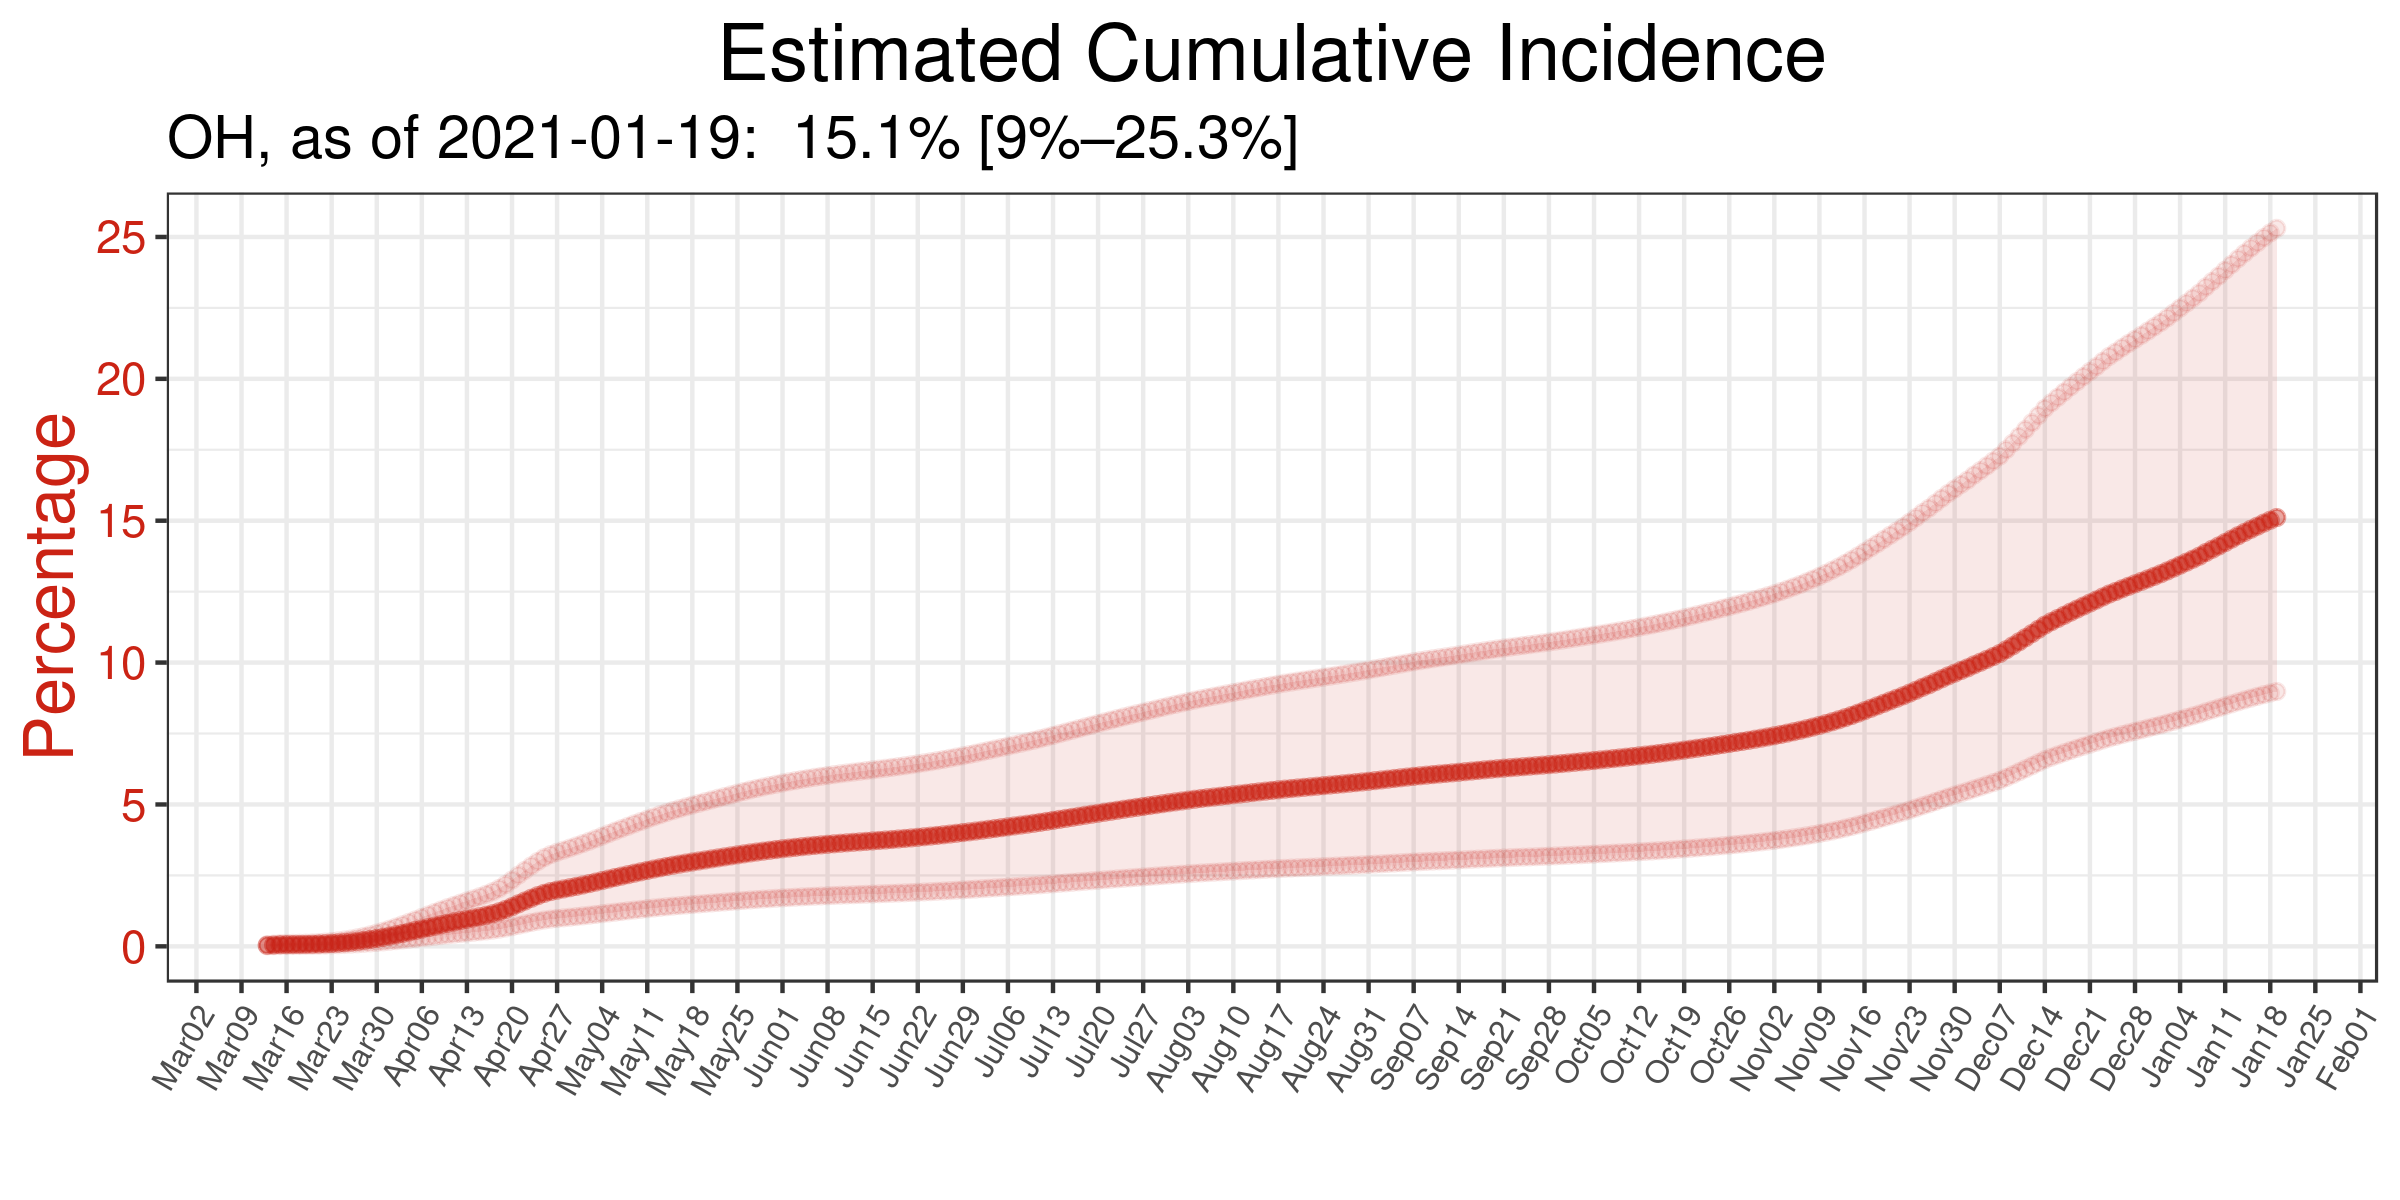 Estimated Cumulative Incidence
OH, as of 2021-01-19:  15.1% [9%–25.3%]
Percentage
25
20
15
10
5
0
Mar02
Mar09
Mar16
Mar23
Mar30
Apr06
Apr13
Apr20
Apr27
May04
May11
May18
May25
Jun01
Jun08
Jun15
Jun22
Jun29
Jul06
Jul13
Jul20
Jul27
Aug03
Aug10
Aug17
Aug24
Aug31
Sep07
Sep14
Sep21
Sep28
Oct05
Oct12
Oct19
Oct26
Nov02
Nov09
Nov16
Nov23
Nov30
Dec07
Dec14
Dec21
Dec28
Jan04
Jan11
Jan18
Jan25
Feb01